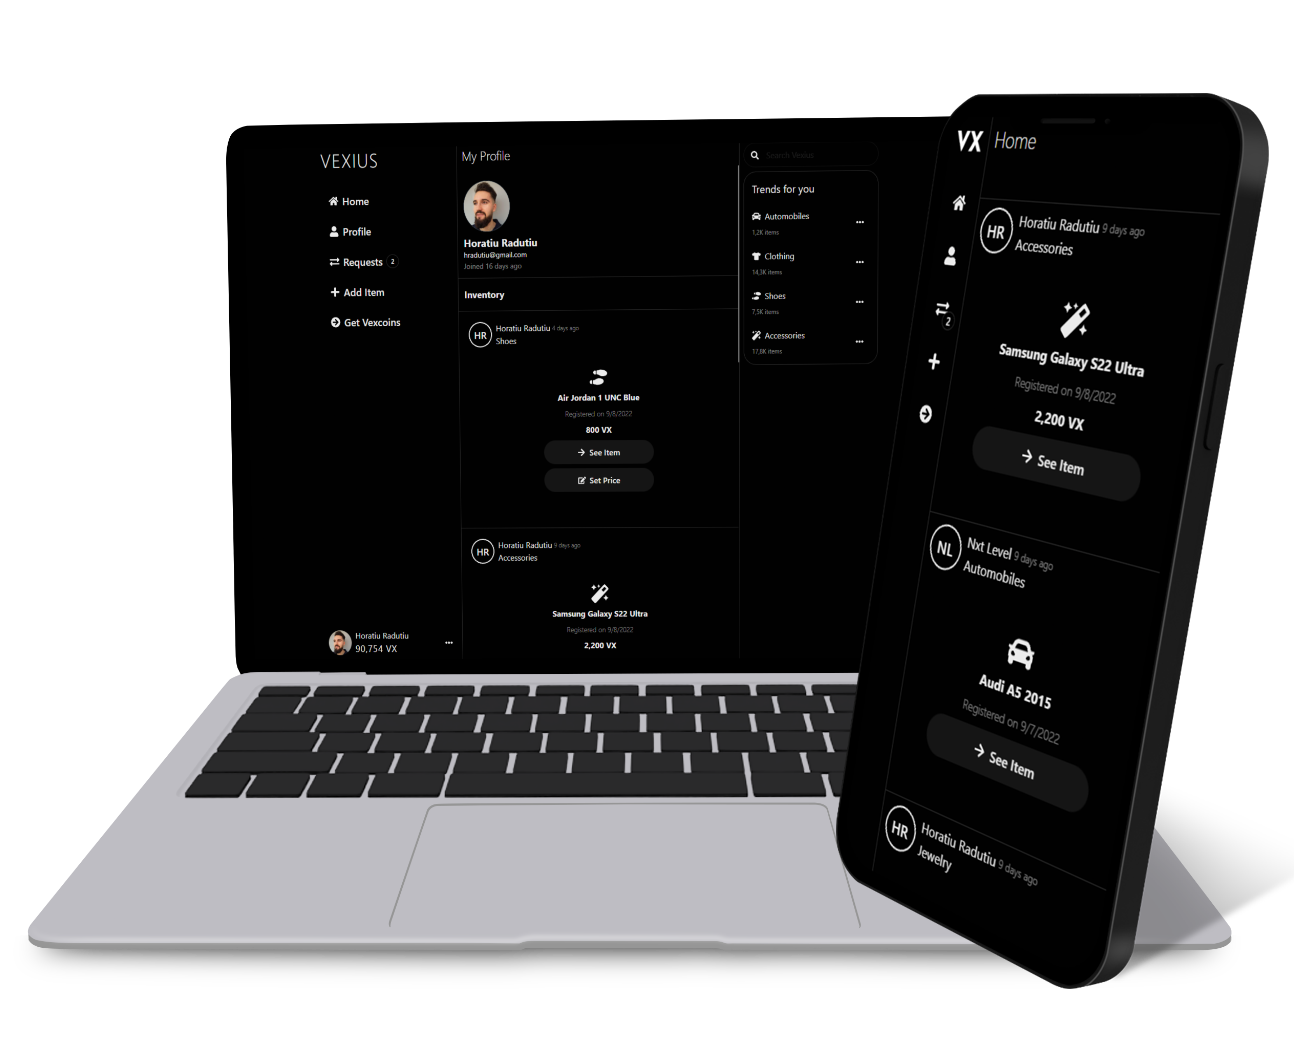 VEXIUS
Home
Profile
Requests 2
Add Item
Get Vexcoins
Horatiu Radutiu
90,754 VX
My Profile
Horatiu Radutiu
hradutiu@gmail.com
Joined 16 days ago
Inventory
HR
Horatiu Radutiu 4 days ago
Shoes
Air Jordan 1 UNC Blue
Registered on 9/8/2022
800 VX
See Item
Set Price
HR
Horatiu Radutiu 9 days ago
Accessories
Samsung Galaxy S22 Ultra
Registered on 9/8/2022
2,200 VX
Search Vexius
Trends for you
Automobiles
1,2K items
Clothing
14,3K items
Shoes
7,5K items
Accessories
17,8K items
VX Home
2
HR
Horatiu Radutiu 9 days ago
Accessories
Samsung Galaxy S22 Ultra
Registered on 9/8/2022
2,200 VX
See Item
NL
Nxt Level 9 days ago
Automobiles
Audi A5 2015
Registered on 9/7/2022
See Item
HR
Horatiu Radutiu 9 days ago
Jewelry